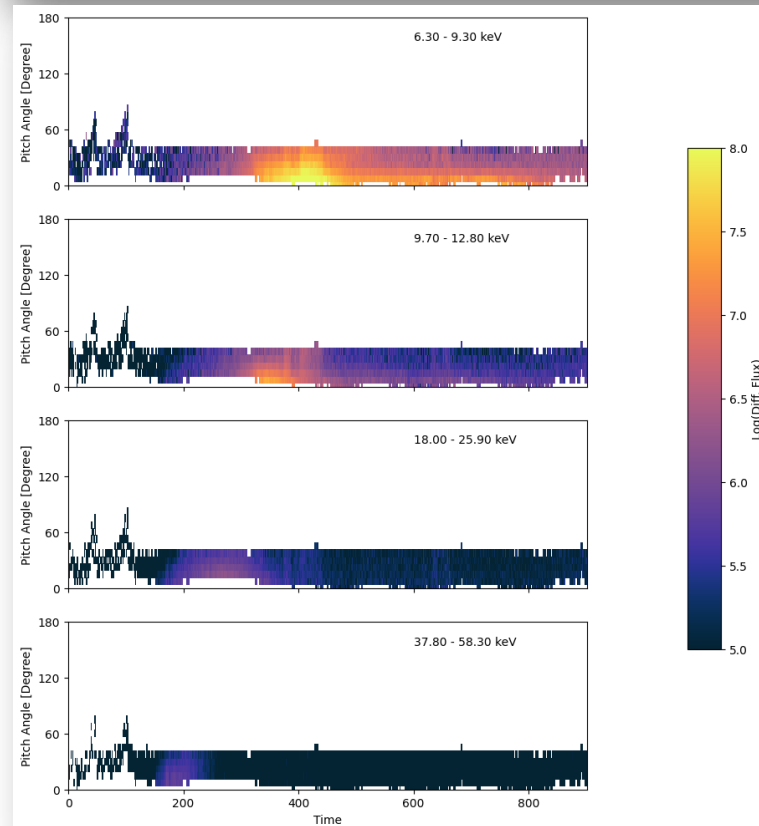 180
6.30 - 9.30 keV
120
60
0
Pitch Angle [Degree]
180
9.70 - 12.80 keV
120
60
0
Pitch Angle [Degree]
180
18.00 - 25.90 keV
120
60
0
Pitch Angle [Degree]
180
37.80 - 58.30 keV
120
60
0
Pitch Angle [Degree]
0 200 400 600 800
Time
8.0
7.5
7.0
6.5
6.0
5.5
5.0
Log(Diff. Flux)